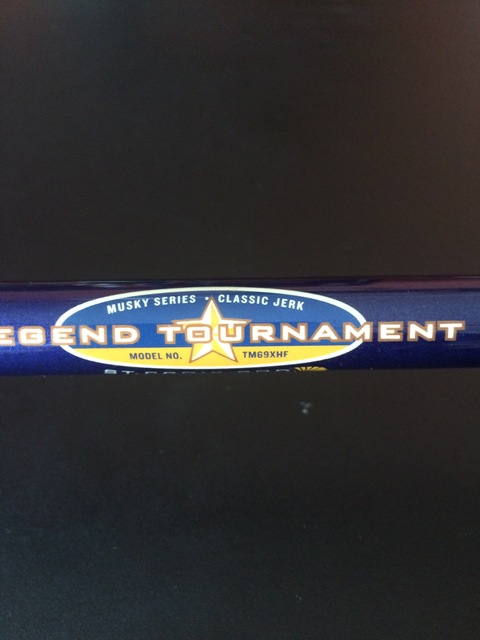 MUSKY SERIES • CLASSIC JERK
EGEND TOURNAMENT
MODEL NO. TM69XHF